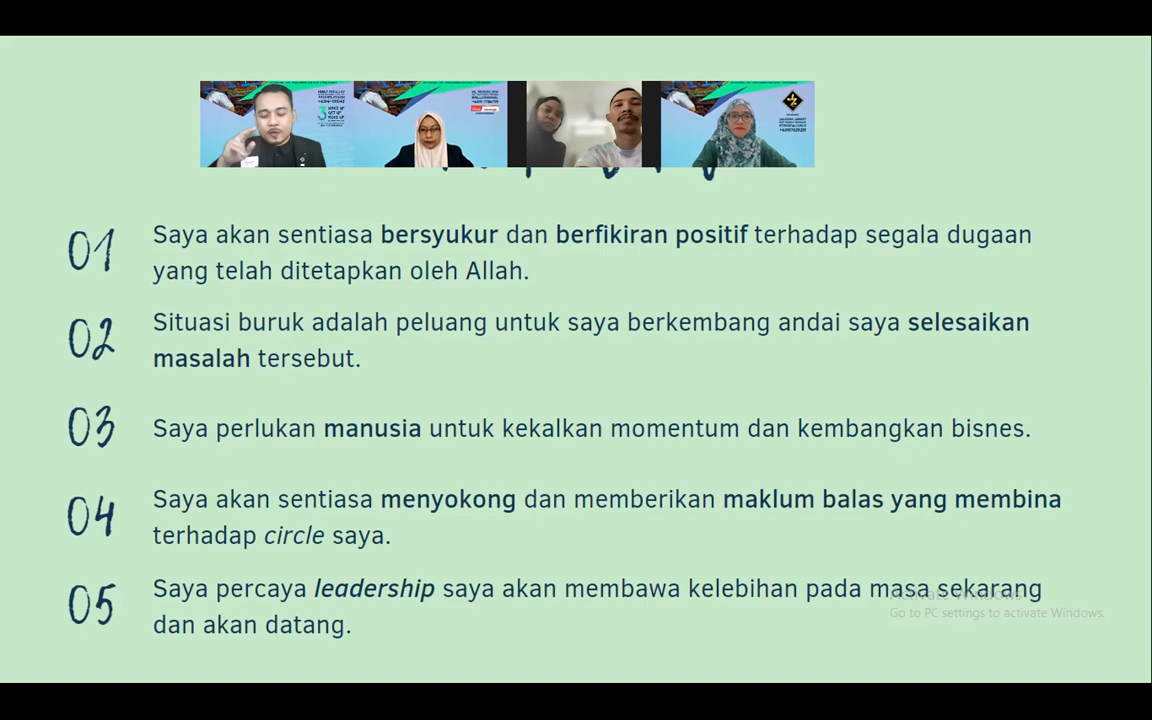 3
01
Saya akan sentiasa bersyukur dan berfikiran positif terhadap segala dugaan
yang telah ditetapkan oleh Allah.
02
Situasi buruk adalah peluang untuk saya berkembang andai saya selesaikan
masalah tersebut.
03
Saya perlukan manusia untuk kekalkan momentum dan kembangkan bisnes.
04
Saya akan sentiasa menyokong dan memberikan maklum balas yang membina
terhadap circle saya.
05
Saya percaya leadership saya akan membawa kelebihan pada masa sekarang
dan akan datang.
Activate Windows
Go to PC settings to activate Windows.